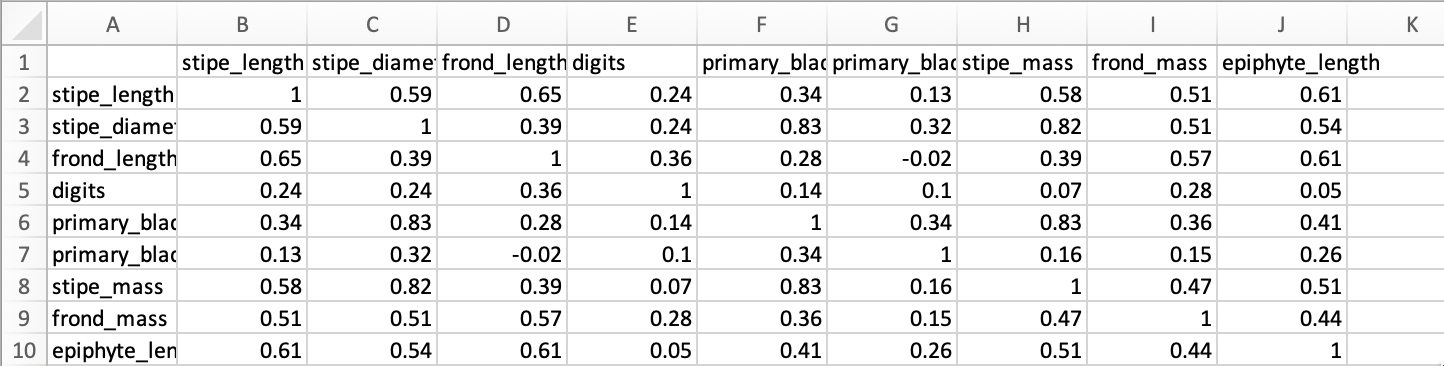 A B C D E F G H I J K
1 stipe_length stipe_diame frond_length digits primary_blad primary_blad stipe_mass frond_mass epiphyte_length
2 stipe_length 1 0.59 0.65 0.24 0.34 0.13 0.58 0.51 0.61
3 stipe_diame 0.59 1 0.39 0.24 0.83 0.32 0.82 0.51 0.54
4 frond_length 0.65 0.39 1 0.36 0.28 -0.02 0.39 0.57 0.61
5 digits 0.24 0.24 0.36 1 0.14 0.1 0.07 0.28 0.05
6 primary_blad 0.34 0.83 0.28 0.14 1 0.34 0.83 0.36 0.41
7 primary_blad 0.13 0.32 -0.02 0.1 0.34 1 0.16 0.15 0.26
8 stipe_mass 0.58 0.82 0.39 0.07 0.83 0.16 1 0.47 0.51
9 frond_mass 0.51 0.51 0.57 0.28 0.36 0.15 0.47 1 0.44
10 epiphyte_len 0.61 0.54 0.61 0.05 0.41 0.26 0.51 0.44 1